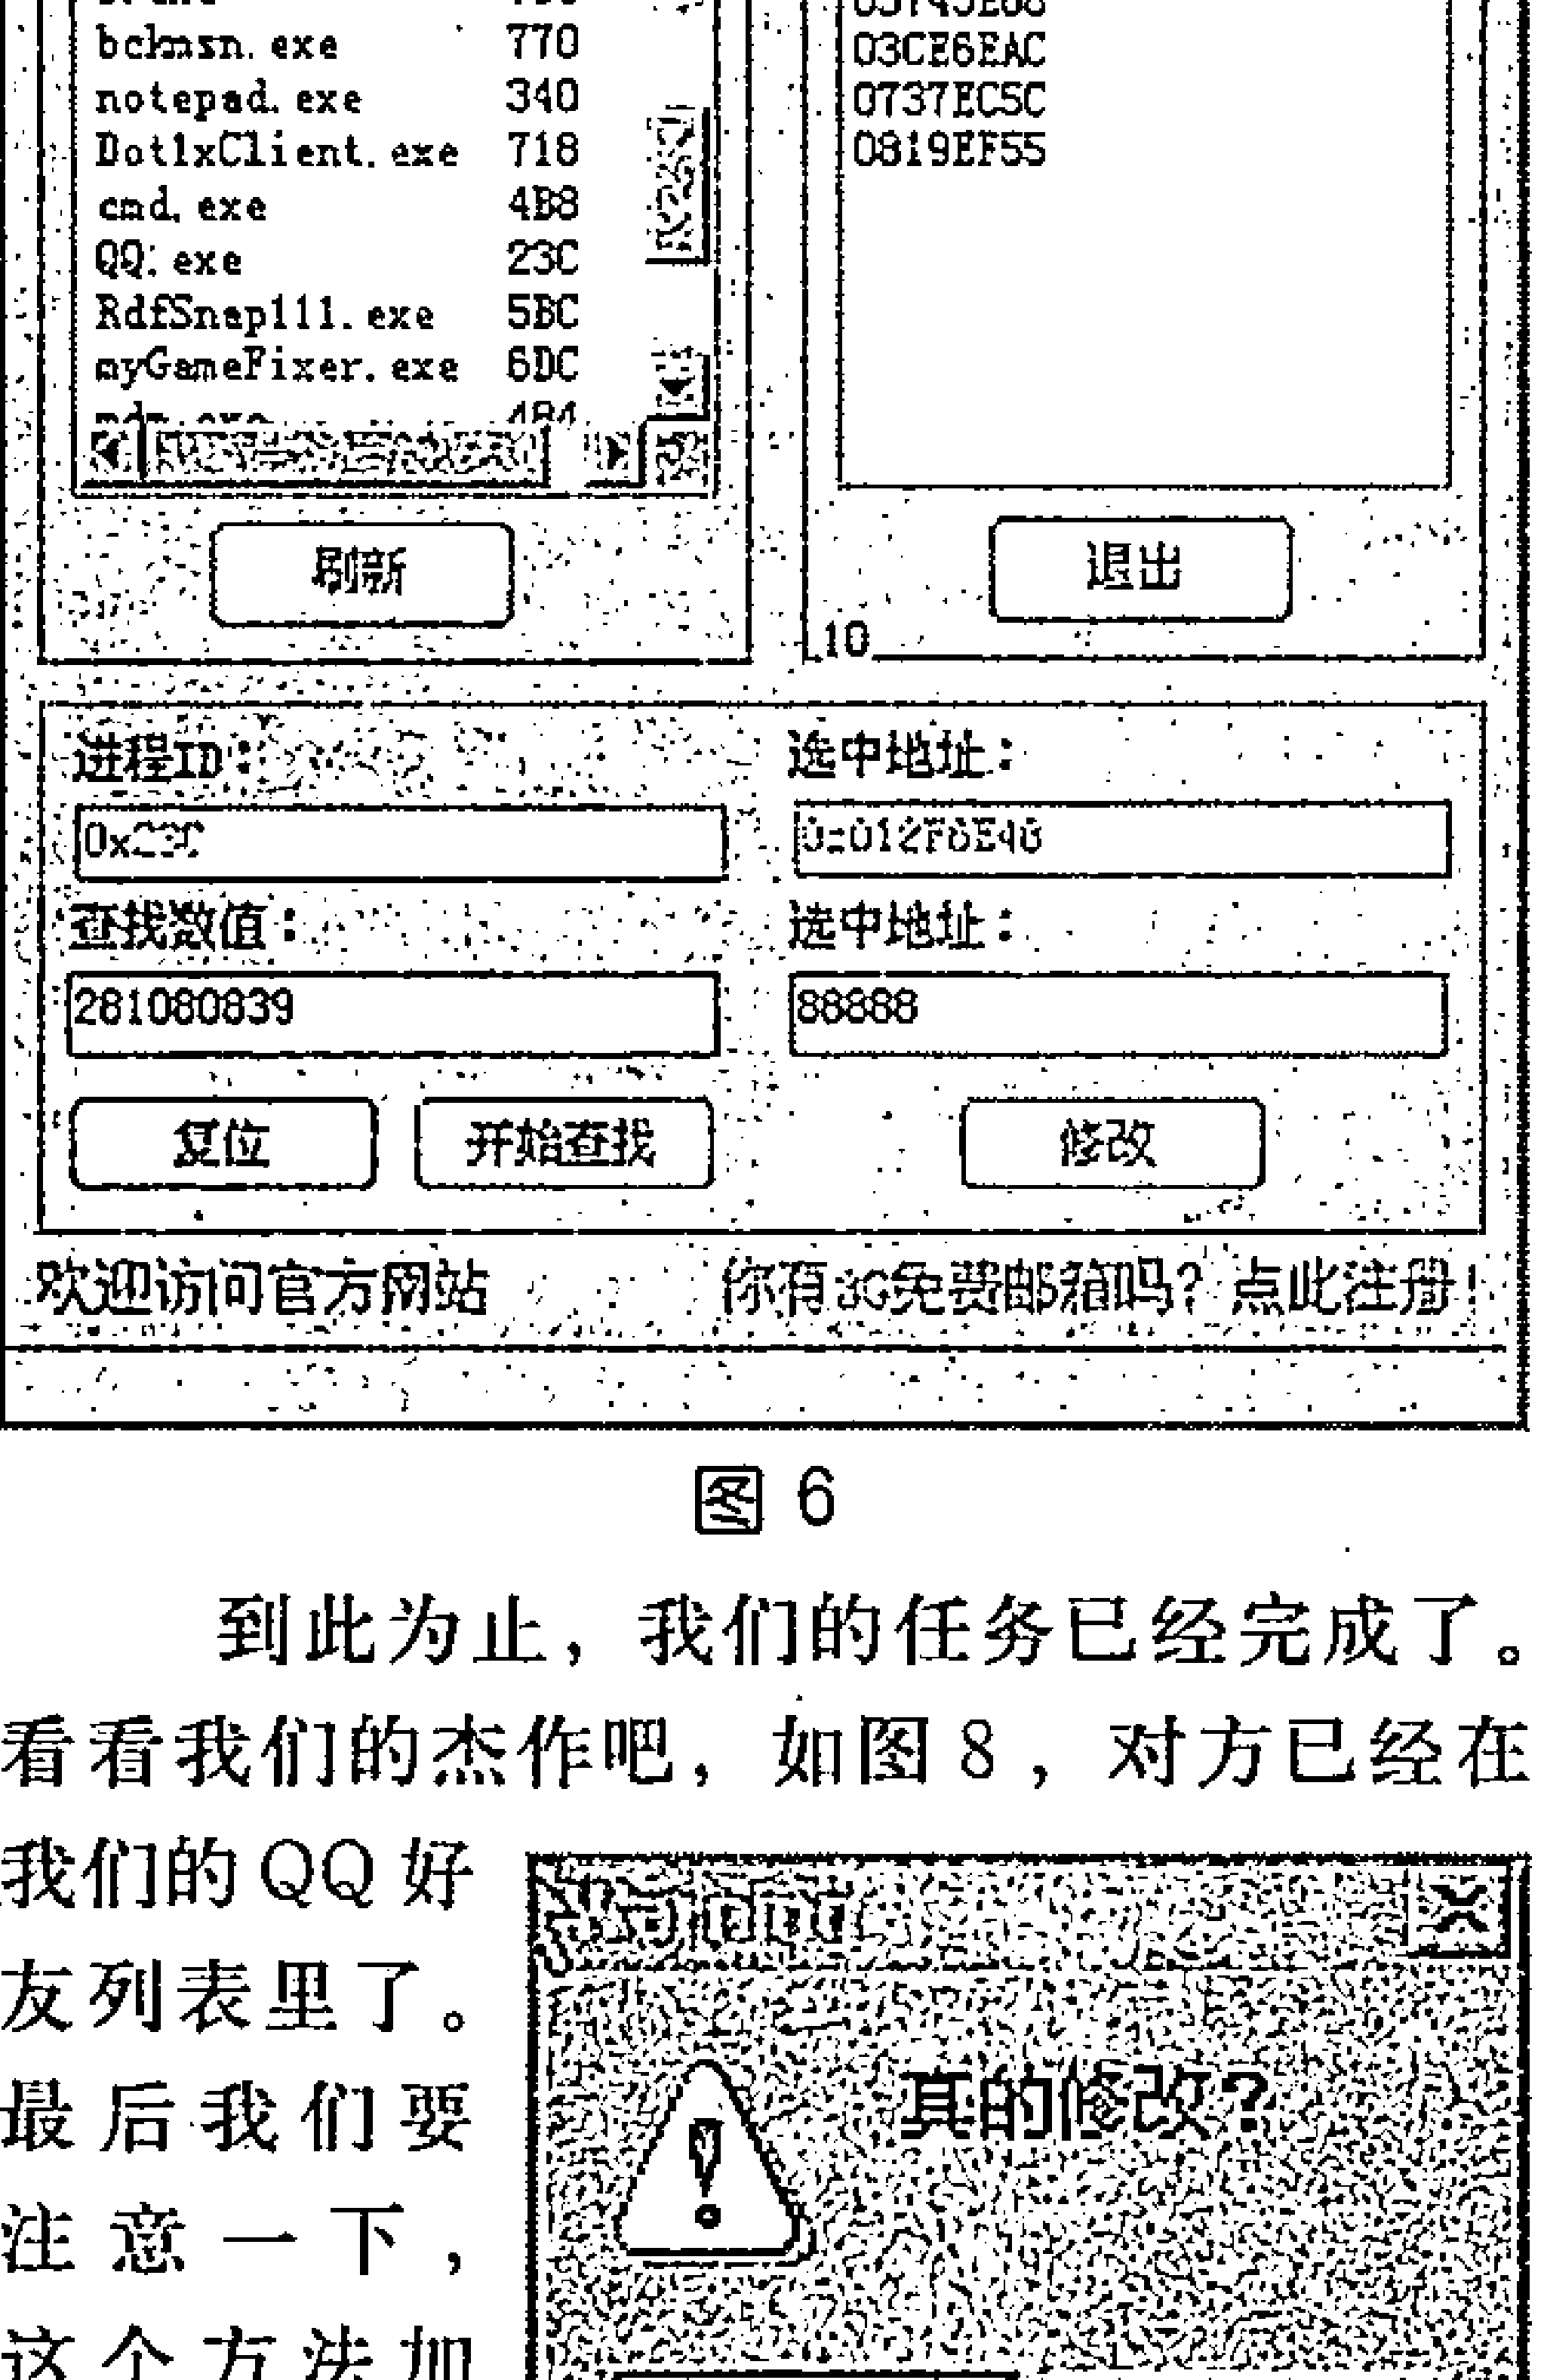 bclmsn.exe 770
notepad.exe 340
Dot1xClient.exe 718
cmd.exe 4B8
QQ.exe 23C
RdfSnap111.exe 5BC
myGameFixer.exe 6DC
刷新
03CE6EAC
0737EC5C
0819EF55
退出
10
进程ID：
选中地址：
查找数值：
选中地址：
281080839
88888
复位
开始查找
修改
欢迎访问官方网站
你有3G免费邮箱吗？点此注册！
图 6
到此为止，我们的任务已经完成了。
看看我们的杰作吧，如图 8，对方已经在
我们的 QQ 好
友列表里了。
最后我们要
注意一下，
这个方法加
真的修改?